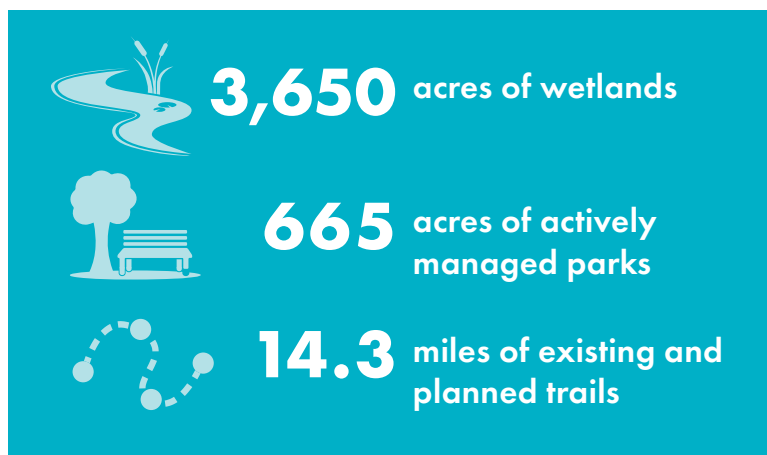 3,650 acres of wetlands
665 acres of actively
managed parks
14.3 miles of existing and
planned trails